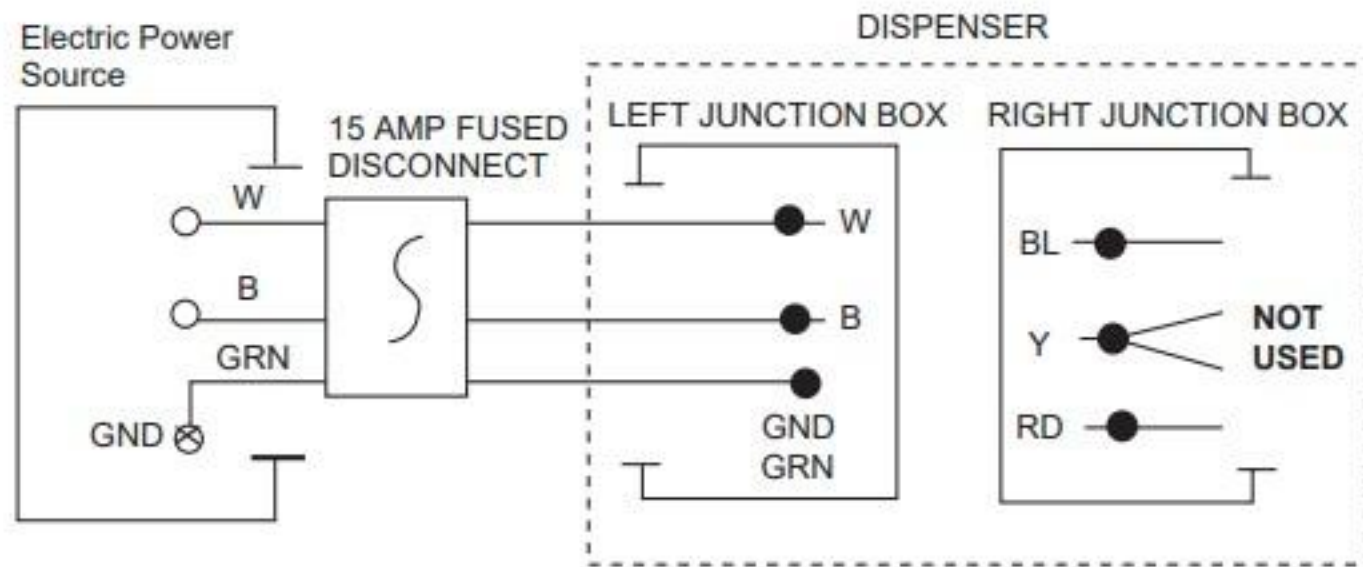 DISPENSER
Electric Power
Source
15 AMP FUSED
DISCONNECT
LEFT JUNCTION BOX
RIGHT JUNCTION BOX
W
W
B
B
GRN
GND
GND
GRN
BL
Y
NOT
USED
RD